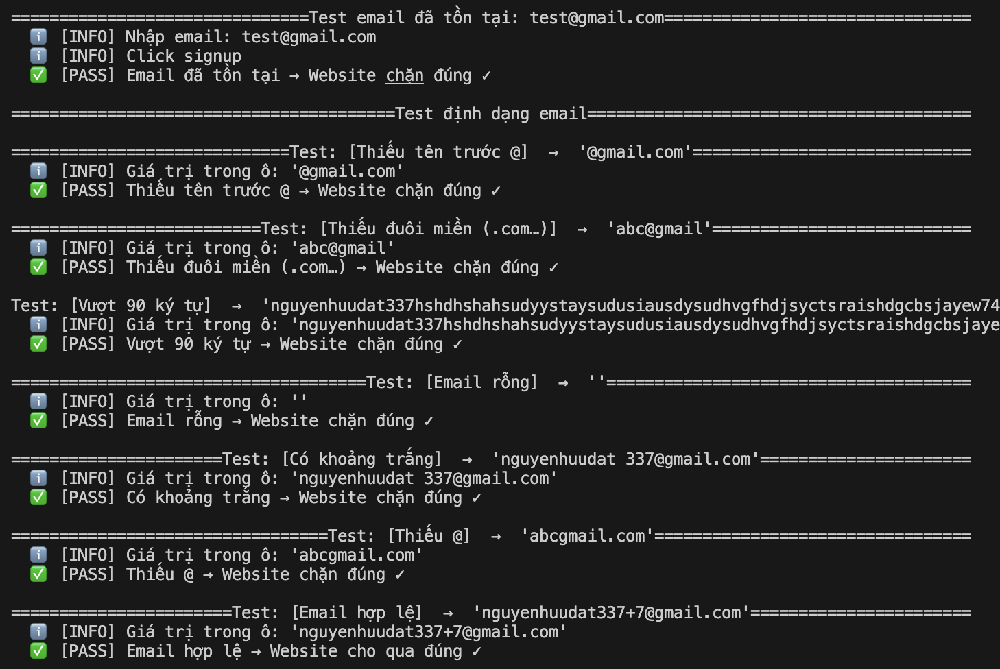 ===============================Test email đã tồn tại: test@gmail.com================================
ℹ️ [INFO] Nhập email: test@gmail.com
ℹ️ [INFO] Click signup
✅ [PASS] Email đã tồn tại → Website chặn đúng ✓
========================================Test định dạng email========================================
=============================Test: [Thiếu tên trước @]  →  '@gmail.com'=============================
ℹ️ [INFO] Giá trị trong ô: '@gmail.com'
✅ [PASS] Thiếu tên trước @ → Website chặn đúng ✓
==========================Test: [Thiếu đuôi miền (.com…)]  →  'abc@gmail'===========================
ℹ️ [INFO] Giá trị trong ô: 'abc@gmail'
✅ [PASS] Thiếu đuôi miền (.com…) → Website chặn đúng ✓
Test: [Vượt 90 ký tự]  →  'nguyenhuudat337hshdhshahsudyystaysudusiausdysudhvgfhdjsyctsraishdgcbsjayew74
ℹ️ [INFO] Giá trị trong ô: 'nguyenhuudat337hshdhshahsudyystaysudusiausdysudhvgfhdjsyctsraishdgcbsjaye
✅ [PASS] Vượt 90 ký tự → Website chặn đúng ✓
=====================================Test: [Email rỗng]  →  ''======================================
ℹ️ [INFO] Giá trị trong ô: ''
✅ [PASS] Email rỗng → Website chặn đúng ✓
======================Test: [Có khoảng trắng]  →  'nguyenhuudat 337@gmail.com'======================
ℹ️ [INFO] Giá trị trong ô: 'nguyenhuudat 337@gmail.com'
✅ [PASS] Có khoảng trắng → Website chặn đúng ✓
=================================Test: [Thiếu @]  →  'abcgmail.com'=================================
ℹ️ [INFO] Giá trị trong ô: 'abcgmail.com'
✅ [PASS] Thiếu @ → Website chặn đúng ✓
=======================Test: [Email hợp lệ]  →  'nguyenhuudat337+7@gmail.com'=======================
ℹ️ [INFO] Giá trị trong ô: 'nguyenhuudat337+7@gmail.com'
✅ [PASS] Email hợp lệ → Website cho qua đúng ✓